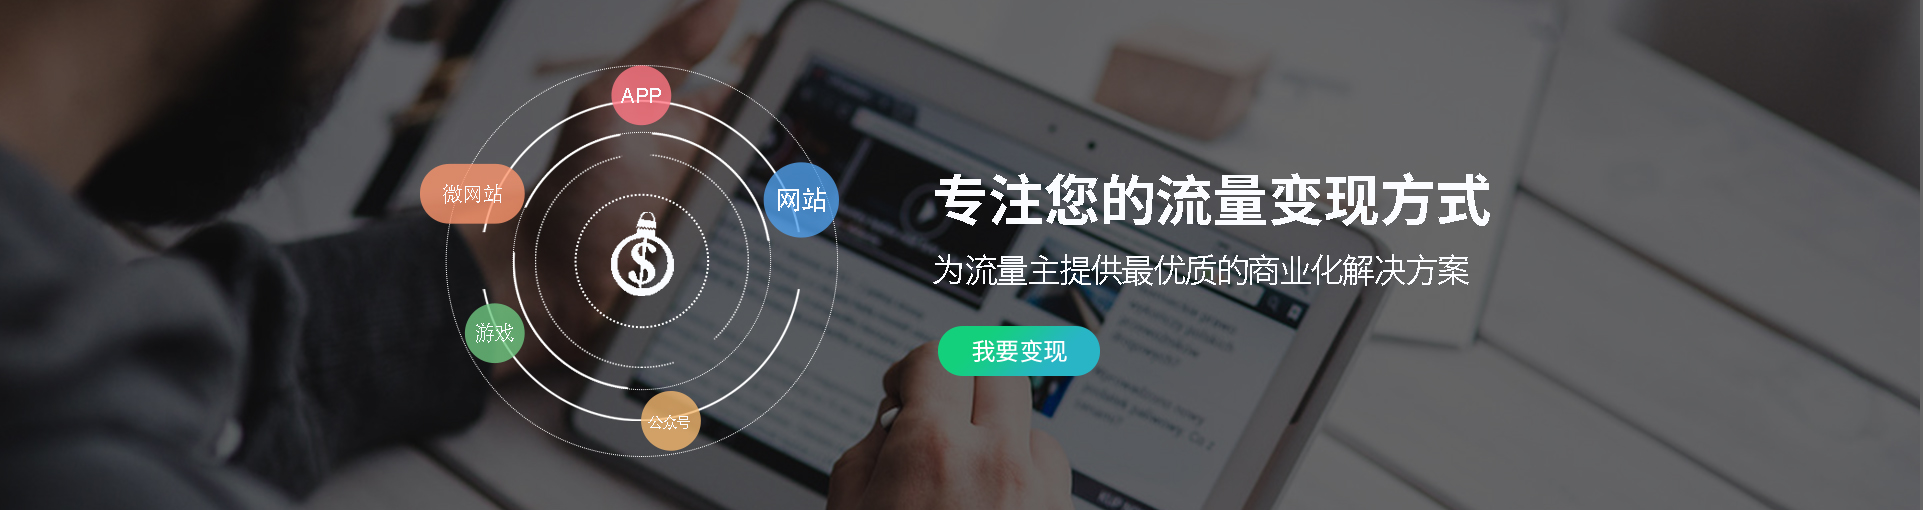 APP
微网站
网站
游戏
公众号
专注您的流量变现方式
为流量主提供最优质的商业化解决方案
我要变现